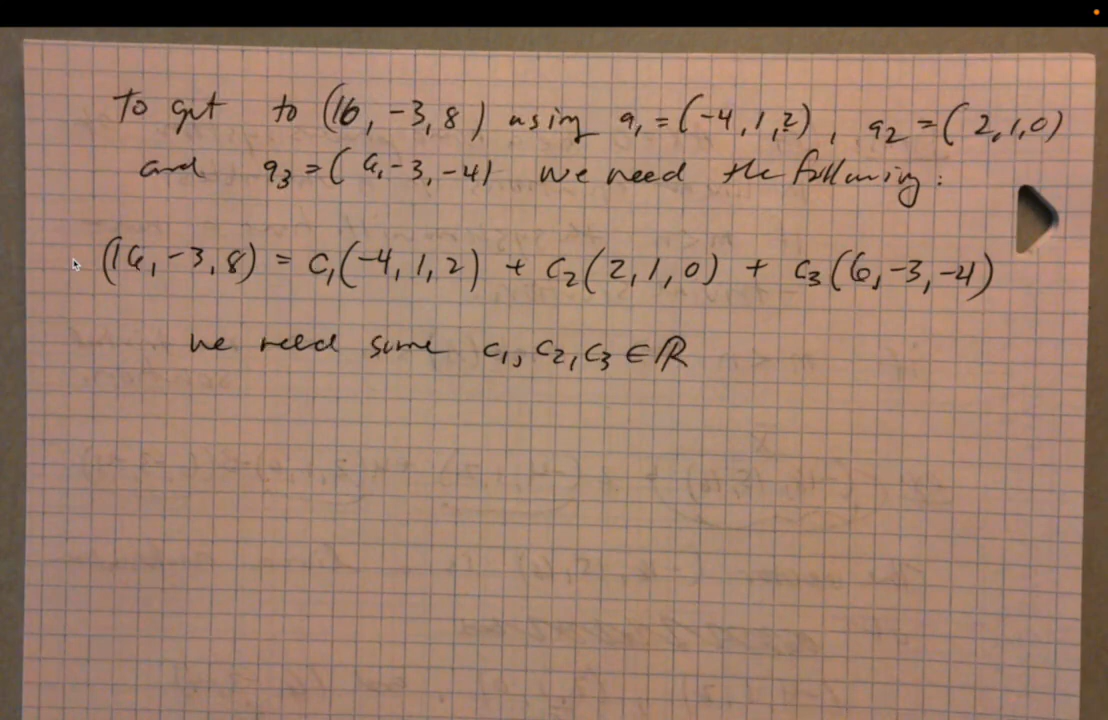 To get to (16, -3, 8) using a₁ = (-4, 1, 2), a₂ = (2, 1, 0)
and a₃ = (6, -3, -4) we need the following:
(16, -3, 8) = c₁(-4, 1, 2) + c₂(2, 1, 0) + c₃(6, -3, -4)
we need some c₁, c₂, c₃ ∈ ℝ